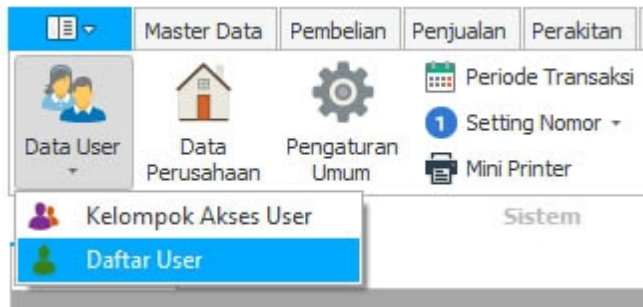 Master Data Pembelian Penjualan Perakitan
Data User
Data
Perusahaan
Pengaturan
Umum
Periode Transaksi
1 Setting Nomor
Mini Printer
Kelompok Akses User
Sistem
Daftar User